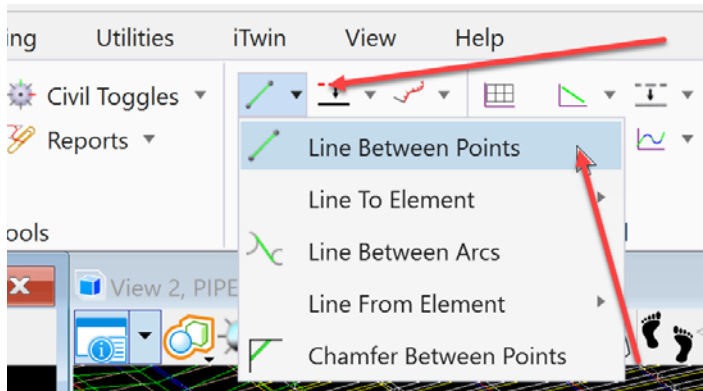 ing Utilities iTwin View Help
Civil Toggles
Reports
Line Between Points
Line To Element
ools
Line Between Arcs
View 2, PIPE
Line From Element
Chamfer Between Points